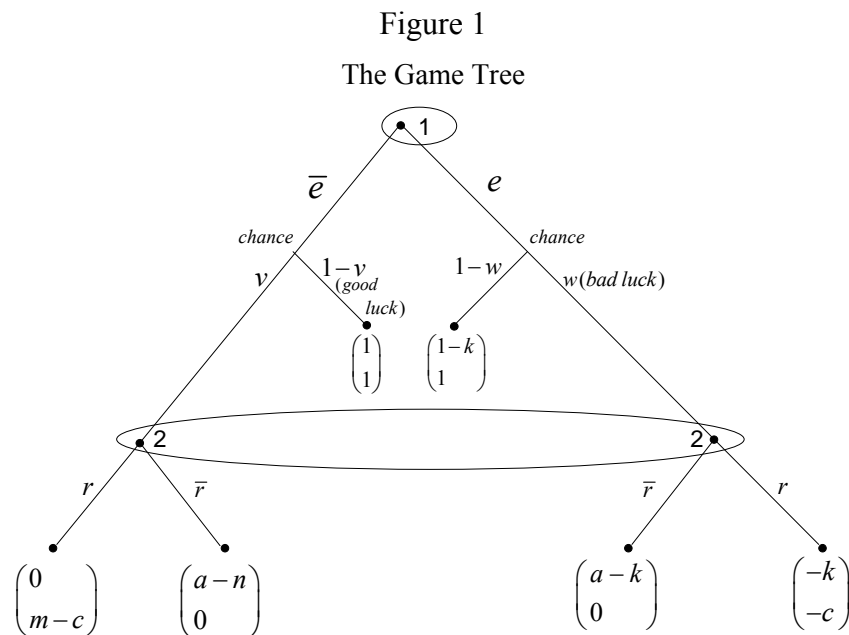 Figure 1
The Game Tree
1
e̅
e
chance
chance
v
1−v
(good
luck)
1−w
w(bad luck)
(1
1)
(1−k
1)
2
2
r
r̅
r̅
r
(0
m−c)
(a−n
0)
(a−k
0)
(−k
−c)